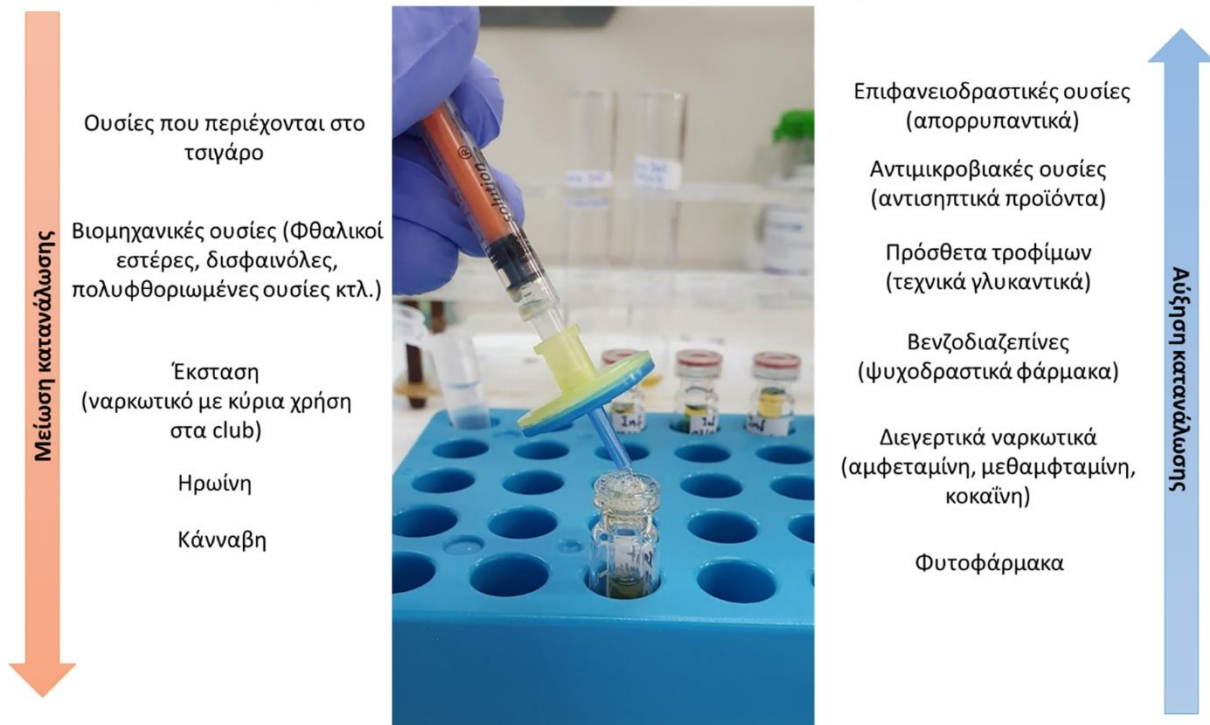 Μείωση κατανάλωσης
Ουσίες που περιέχονται στο
τσιγάρο
Βιομηχανικές ουσίες (Φθαλικοί
εστέρες, δισφαινόλες,
πολυφθοριωμένες ουσίες κτλ.)
Έκσταση
(ναρκωτικό με κύρια χρήση
στα club)
Ηρωίνη
Κάνναβη
solution ®
Επιφανειοδραστικές ουσίες
(απορρυπαντικά)
Αντιμικροβιακές ουσίες
(αντισηπτικά προϊόντα)
Πρόσθετα τροφίμων
(τεχνικά γλυκαντικά)
Βενζοδιαζεπίνες
(ψυχοδραστικά φάρμακα)
Διεγερτικά ναρκωτικά
(αμφεταμίνη, μεθαμφταμίνη,
κοκαΐνη)
Φυτοφάρμακα
Αύξηση κατανάλωσης